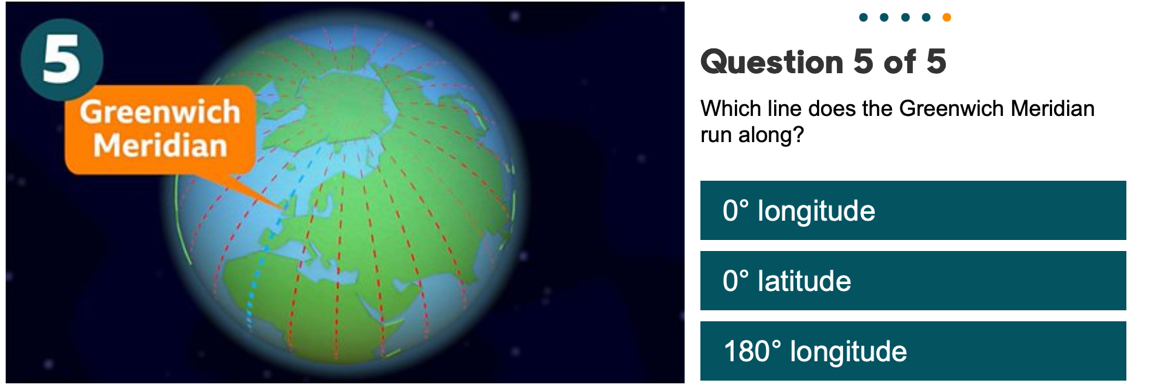 5
Greenwich
Meridian
Question 5 of 5
Which line does the Greenwich Meridian
run along?
0° longitude
0° latitude
180° longitude